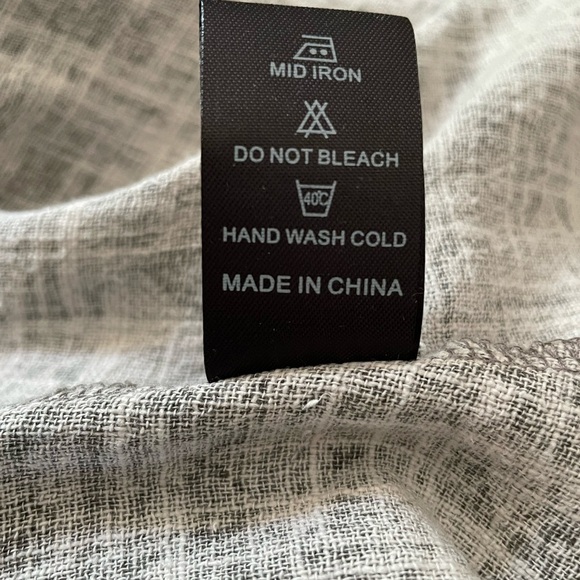 MID IRON
DO NOT BLEACH
40°C
HAND WASH COLD
MADE IN CHINA